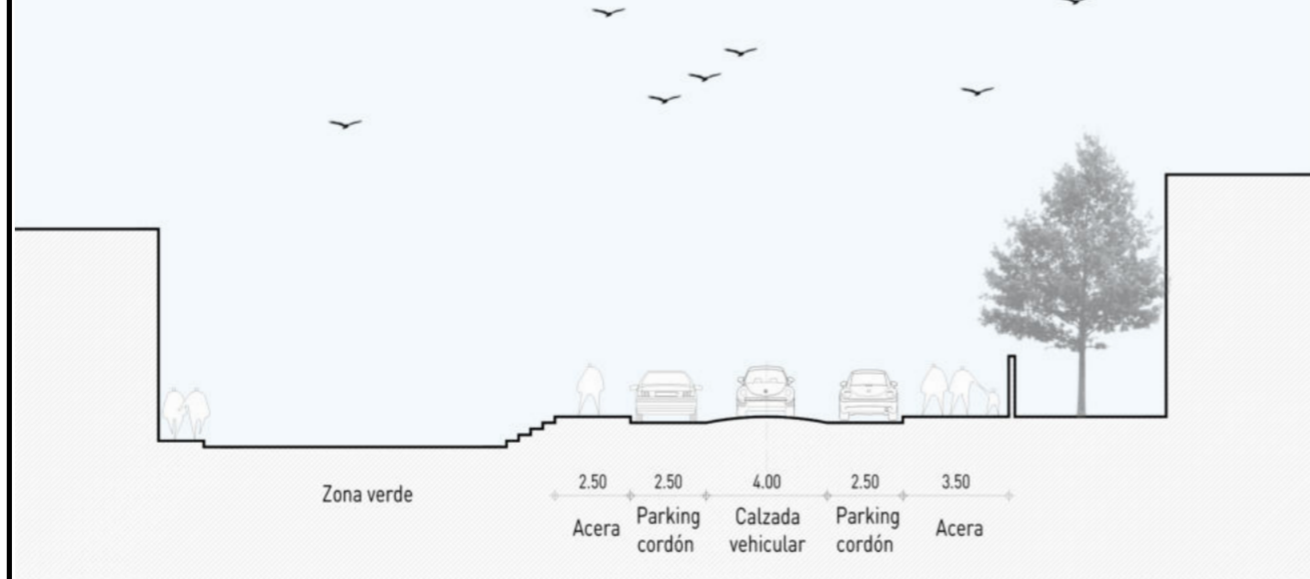 Zona verde
2.50
2.50
4.00
2.50
3.50
Acera
Parking
cordón
Calzada
vehicular
Parking
cordón
Acera